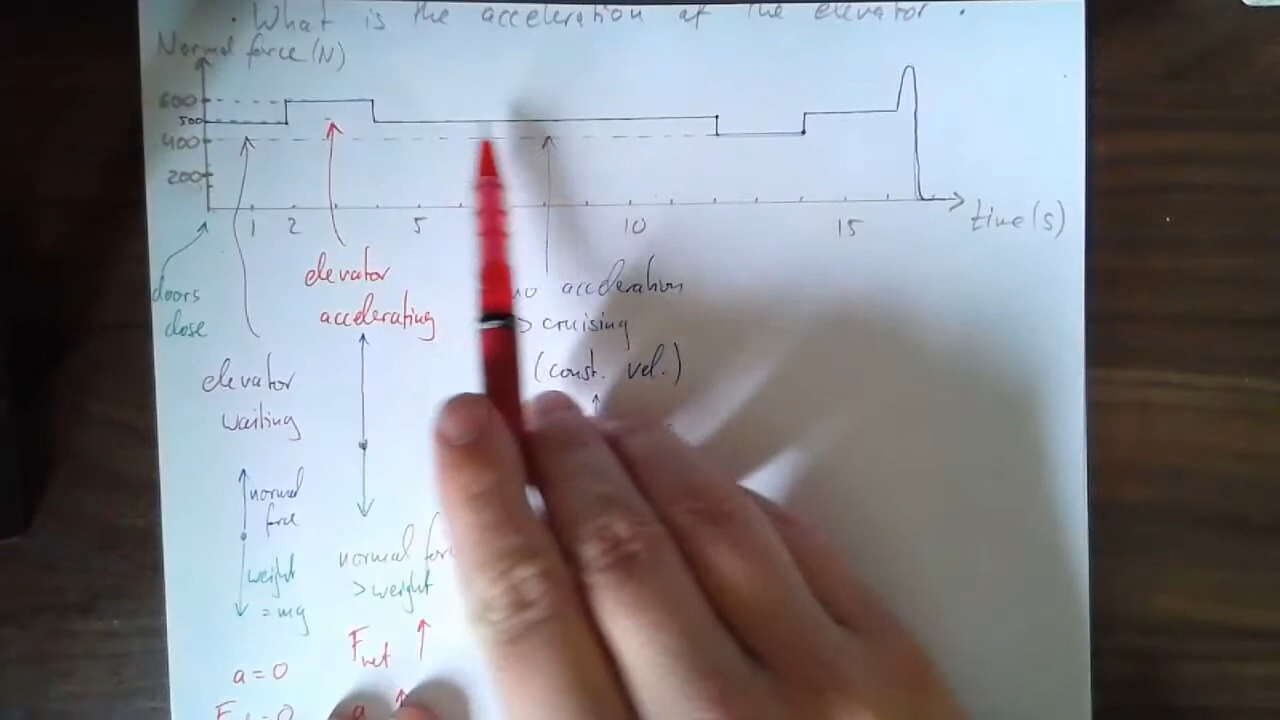 . What is the acceleration of the elevator .
Normal force (N)
600
500
400
200
1 2 5 10 15 time (s)
doors
close
elevator
waiting
elevator
accelerating
no acceleration
> cruising
(const. vel.)
normal
force
weight
= mg
a = 0
normal
> weight
Fnet
a